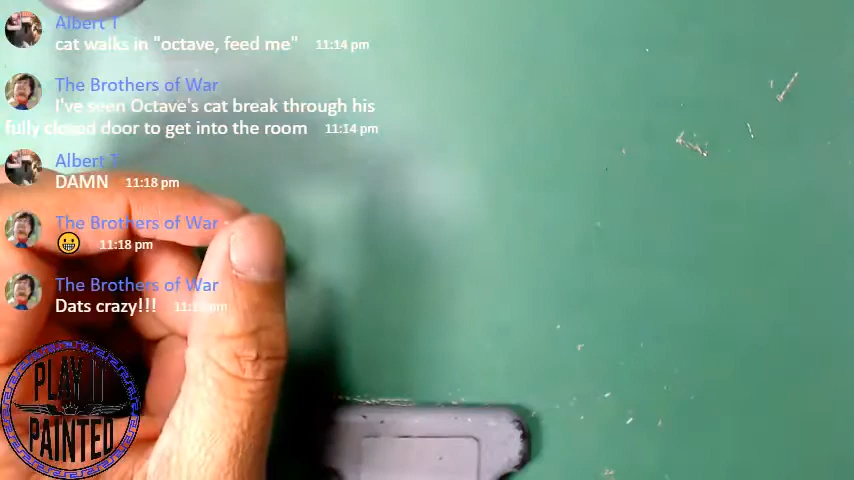 Albert T
cat walks in "octave, feed me" 11:14 pm
The Brothers of War
I've seen Octave's cat break through his
fully closed door to get into the room 11:14 pm
Albert T
DAMN 11:18 pm
The Brothers of War
😀 11:18 pm
The Brothers of War
Dats crazy!!! pm
PLAY IT
PAINTED